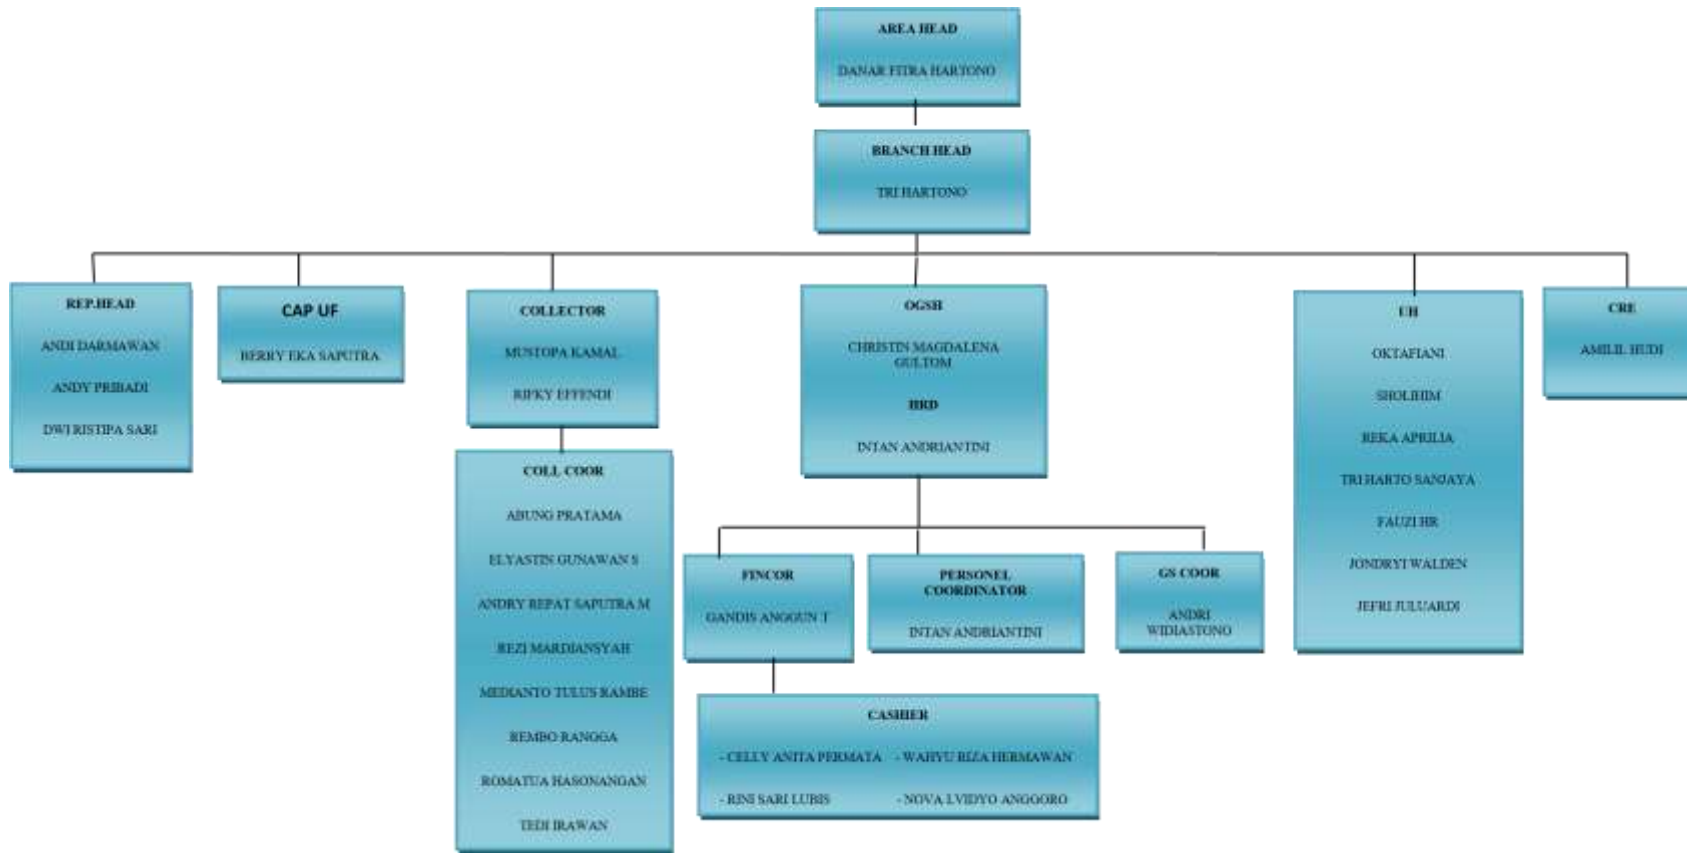 AREA HEAD
DANAR FITRA HARTONO
BRANCH HEAD
TRI HARTONO
REP.HEAD
ANDI DARMAWAN
ANDY PRIBADI
DWI RISTIPA SARI
CAP UF
BERRY EKA SAPUTRA
COLLECTOR
MUSTOPA KAMAL
RIFKY EFFENDI
COLL COOR
ABUNG PRATAMA
ELYASTIN GUNAWAN S
ANDRY REPAT SAPUTRA M
REZI MARDIANSYAH
MEDIANTO TULUS RAMBE
REMBO RANGGA
ROMATUA HASONANGAN
TEDI IRAWAN
OGSH
CHRISTIN MAGDALENA
GULTOM
HRD
INTAN ANDRIANTINI
FINCOR
GANDIS ANGGUN T
PERSONEL
COORDINATOR
INTAN ANDRIANTINI
GS COOR
ANDRI
WIDIASTONO
CASHIER
- CELLY ANITA PERMATA - WAHYU RIZA HERMAWAN
- RINI SARI LUBIS - NOVA LVIDYO ANGGORO
UH
OKTAFIANI
SHOLIHIM
REKA APRILIA
TRI HARTO SANJAYA
FAUZI HR
JONDRYI WALDEN
JEFRI JULUARDI
CRE
AMILIL HUDI